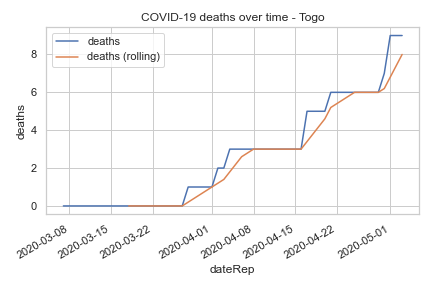 COVID-19 deaths over time - Togo
deaths
deaths (rolling)
deaths
8
6
4
2
0
2020-03-08
2020-03-15
2020-03-22
2020-04-01
2020-04-08
2020-04-15
2020-04-22
2020-05-01
dateRep